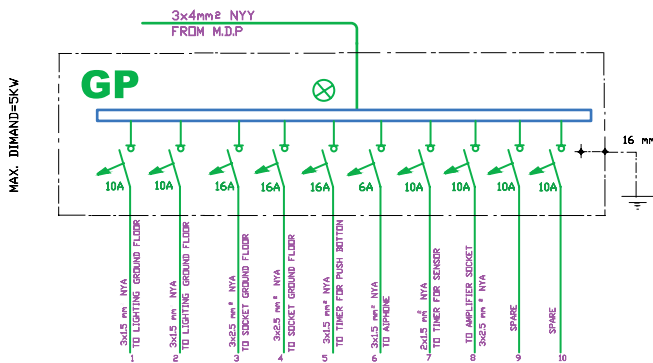 3x4mm² NYY
FROM M.D.P
GP
MAX. DIMAND=5KW
16 mm
10A
10A
16A
16A
16A
6A
10A
10A
10A
10A
3x1.5 mm² NYA
TO LIGHTING GROUND FLOOR
3x1.5 mm² NYA
TO LIGHTING GROUND FLOOR
3x2.5 mm² NYA
TO SOCKET GROUND FLOOR
3x2.5 mm² NYA
TO SOCKET GROUND FLOOR
3x1.5 mm² NYA
TO TIMER FOR PUSH BOTTON
3x1.5 mm² NYA
TO AIPHONE
2x1.5 mm² NYA
TO TIMER FOR SENSOR
TO AMPLIFIER SOCKET
3x2.5 mm² NYA
SPARE
SPARE
1
2
3
4
5
6
7
8
9
10